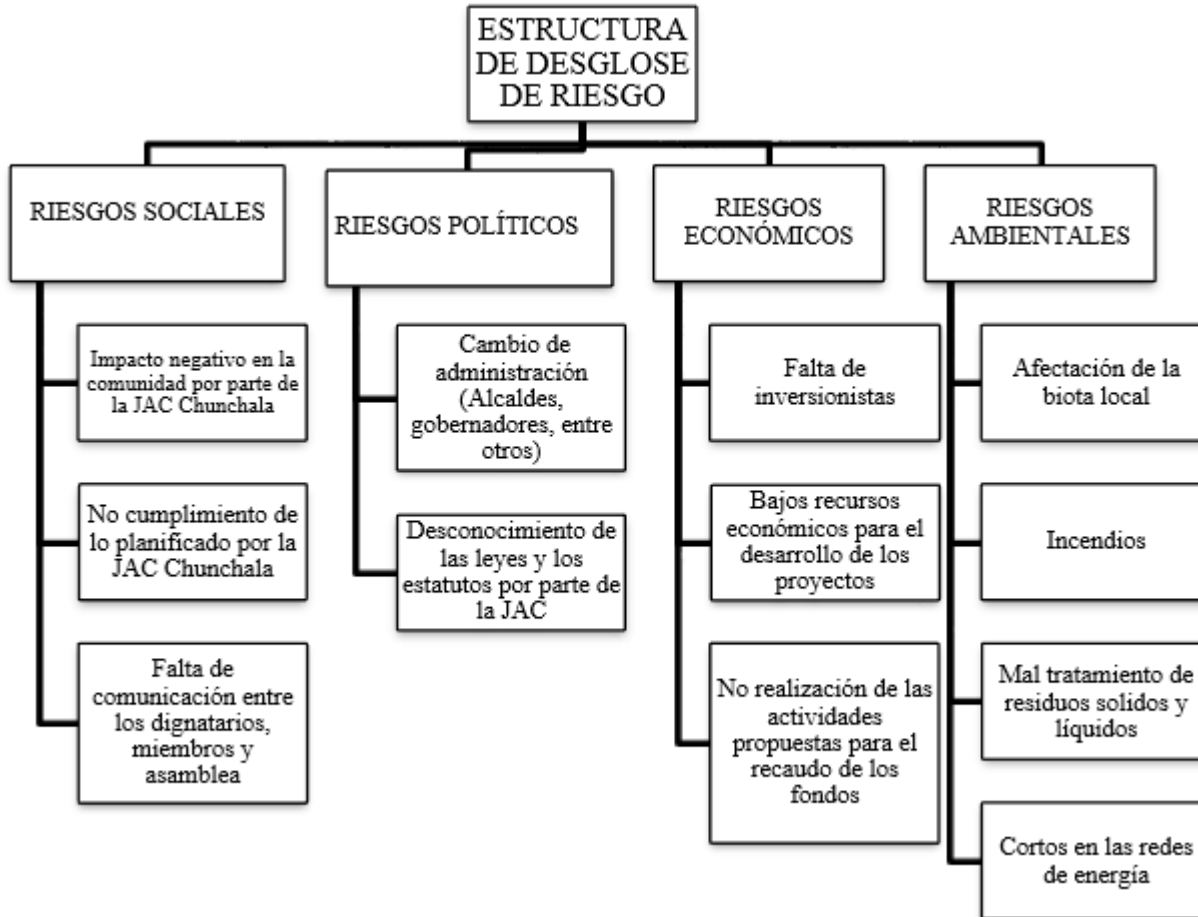 ESTRUCTURA
DE DESGLOSE
DE RIESGO
RIESGOS SOCIALES
Impacto negativo en la
comunidad por parte de
la JAC Chunchala
No cumplimiento de
lo planificado por la
JAC Chunchala
Falta de
comunicación entre
los dignatarios,
miembros y
asamblea
RIESGOS POLÍTICOS
Cambio de
administración
(Alcaldes,
gobernadores, entre
otros)
Desconocimiento de
las leyes y los
estatutos por parte de
la JAC
RIESGOS
ECONÓMICOS
Falta de
inversionistas
Bajos recursos
económicos para el
desarrollo de los
proyectos
No realización de las
actividades
propuestas para el
recaudo de los
fondos
RIESGOS
AMBIENTALES
Afectación de la
biota local
Incendios
Mal tratamiento de
residuos solidos y
líquidos
Cortos en las redes
de energía